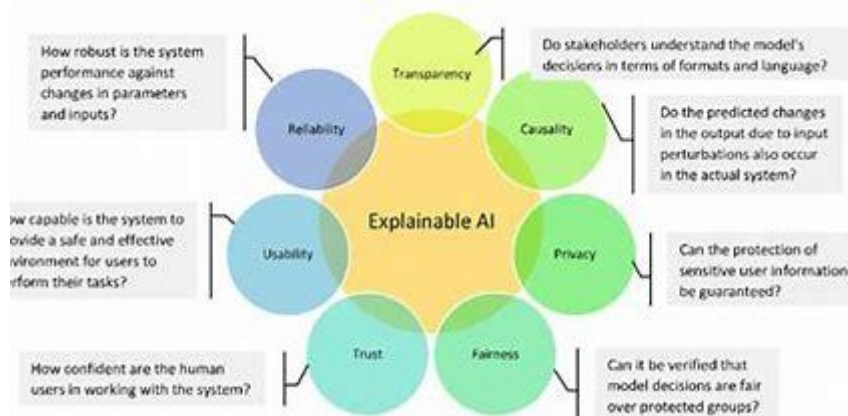 How robust is the system
performance against
changes in parameters
and inputs?
Transparency
Do stakeholders understand the model's
decisions in terms of formats and language?
Reliability
Causality
Do the predicted changes
in the output due to input
perturbations also occur
in the actual system?
Explainable AI
ow capable is the system to
ovide a safe and effective
vironment for users to
rform their tasks?
Usability
Privacy
Can the protection of
sensitive user information
be guaranteed?
Trust
Fairness
How confident are the human
users in working with the system?
Can it be verified that
model decisions are fair
over protected groups?